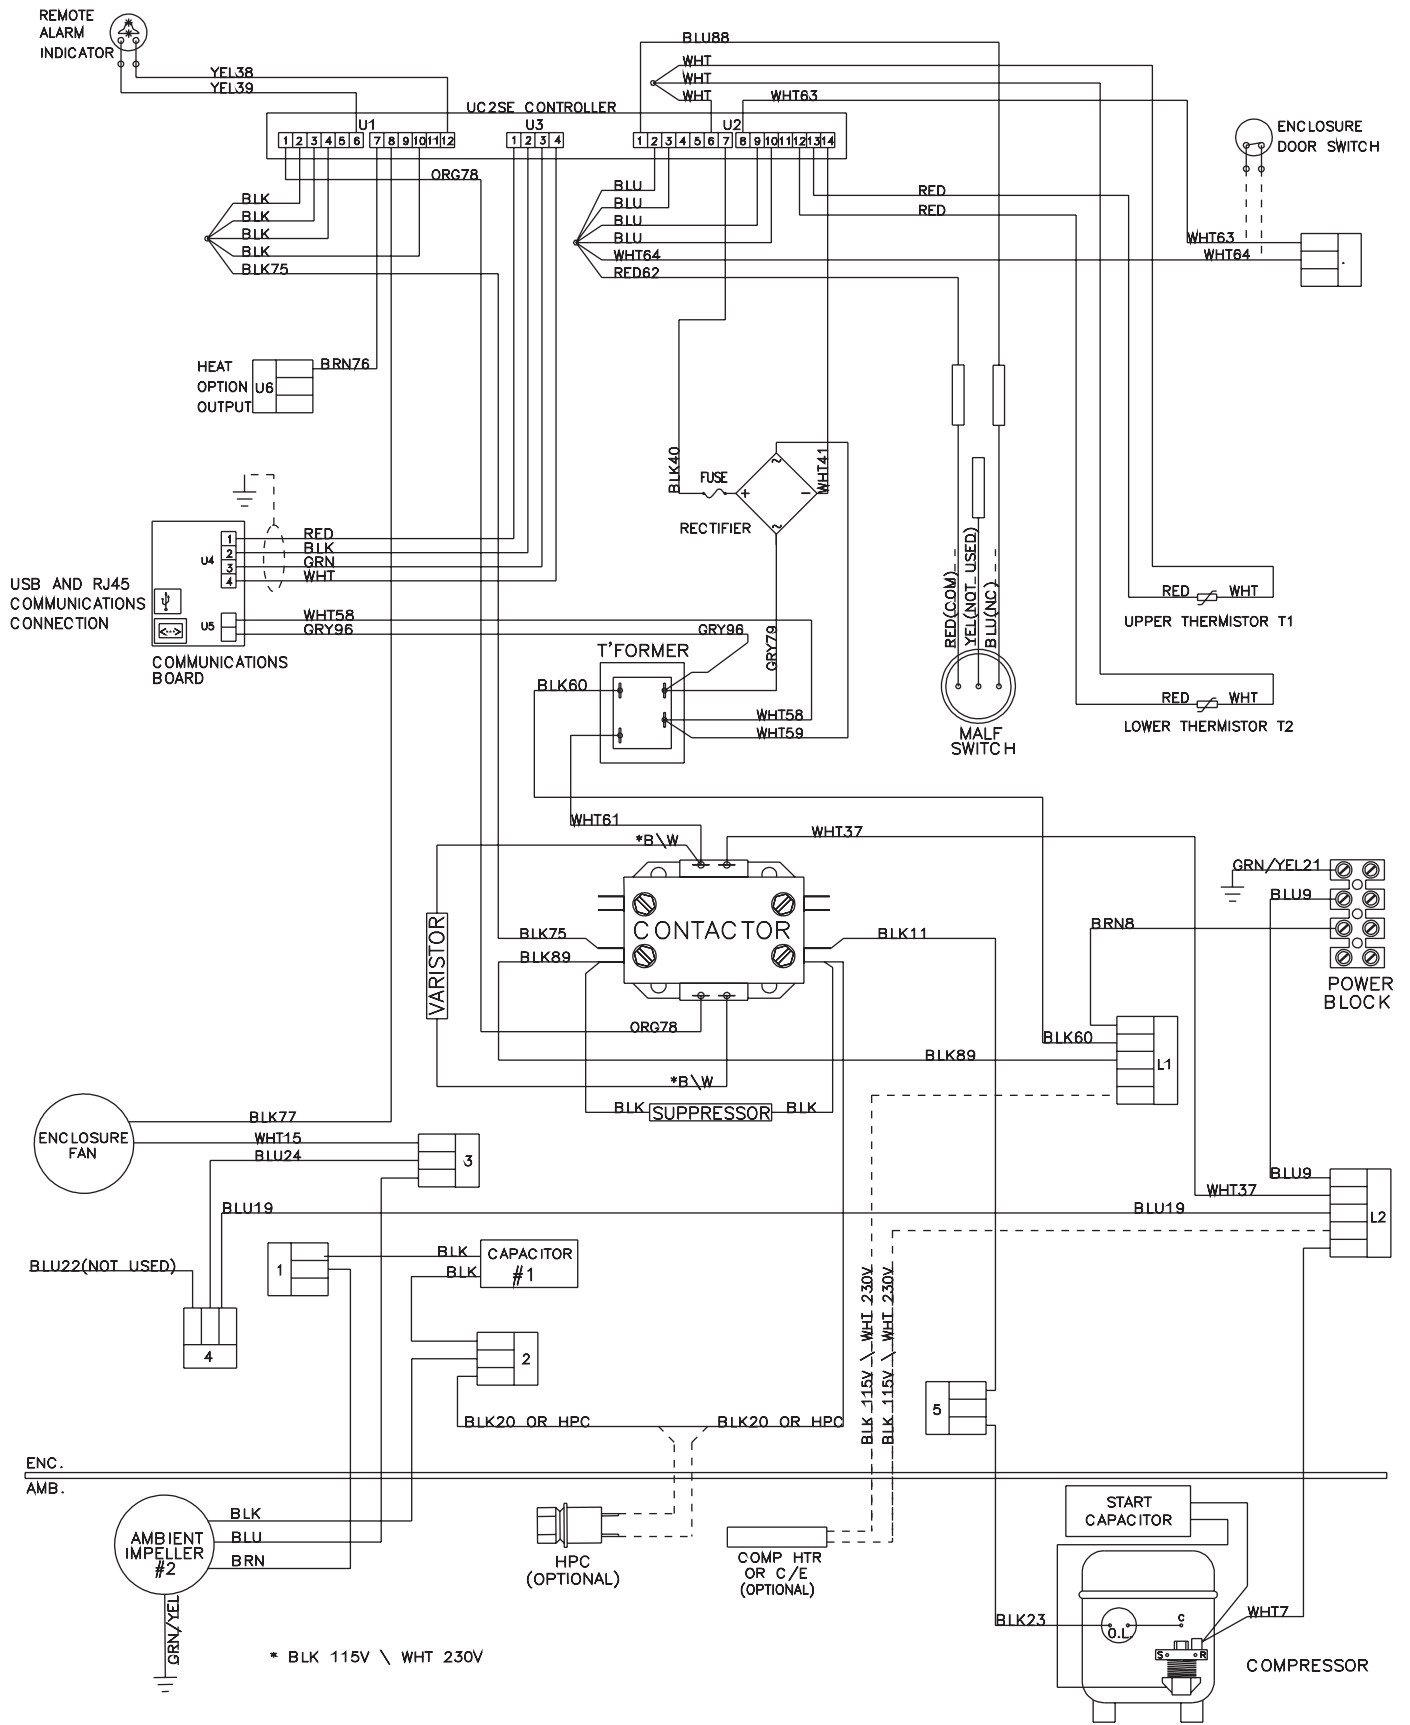 REMOTE
ALARM
INDICATOR
YEL38
YEL39
BLU88
WHT
WHT
WHT
WHT63
UC2SE CONTROLLER
U1
U3
U2
1 2 3 4 5 6 7 8 9 10 11 12
1 2 3 4
1 2 3 4 5 6 7 8 9 10 11 12 13 14
ENCLOSURE
DOOR SWITCH
ORG78
BLK
BLK
BLK
BLK
BLK75
BLU
BLU
BLU
BLU
WHT64
RED62
RED
RED
WHT63
WHT64
HEAT
OPTION
OUTPUT
U6
BRN76
BLK40
FUSE
+
~
~
-
WHT41
RECTIFIER
RED
BLK
GRN
WHT
1
2
3
4
U4
U5
USB AND RJ45
COMMUNICATIONS
CONNECTION
WHT58
GRY96
COMMUNICATIONS
BOARD
GRY96
GRY79
T'FORMER
BLK60
WHT58
WHT59
RED(COM)
YEL(NOT USED)
BLU(NC)
MALF
SWITCH
RED
WHT
UPPER THERMISTOR T1
RED
WHT
LOWER THERMISTOR T2
WHT61
*B\W
WHT37
VARISTOR
CONTACTOR
BLK75
BLK89
BLK11
ORG78
*B\W
BLK
SUPPRESSOR
BLK
GRN/YEL21
BLU9
BRN8
POWER
BLOCK
BLK60
BLK89
L1
ENCLOSURE
FAN
BLK77
WHT15
BLU24
3
BLU19
BLU19
BLU9
WHT37
L2
BLU22(NOT USED)
4
1
BLK
BLK
CAPACITOR
#1
2
BLK20 OR HPC
BLK20 OR HPC
BLK 115V / WHT 230V
BLK 115V / WHT 230V
5
ENC.
AMB.
AMBIENT
IMPELLER
#2
BLK
BLU
BRN
GRN/YEL
HPC
(OPTIONAL)
COMP HTR
OR C/E
(OPTIONAL)
START
CAPACITOR
BLK23
O.L.
C
S
R
WHT7
COMPRESSOR
* BLK 115V \ WHT 230V